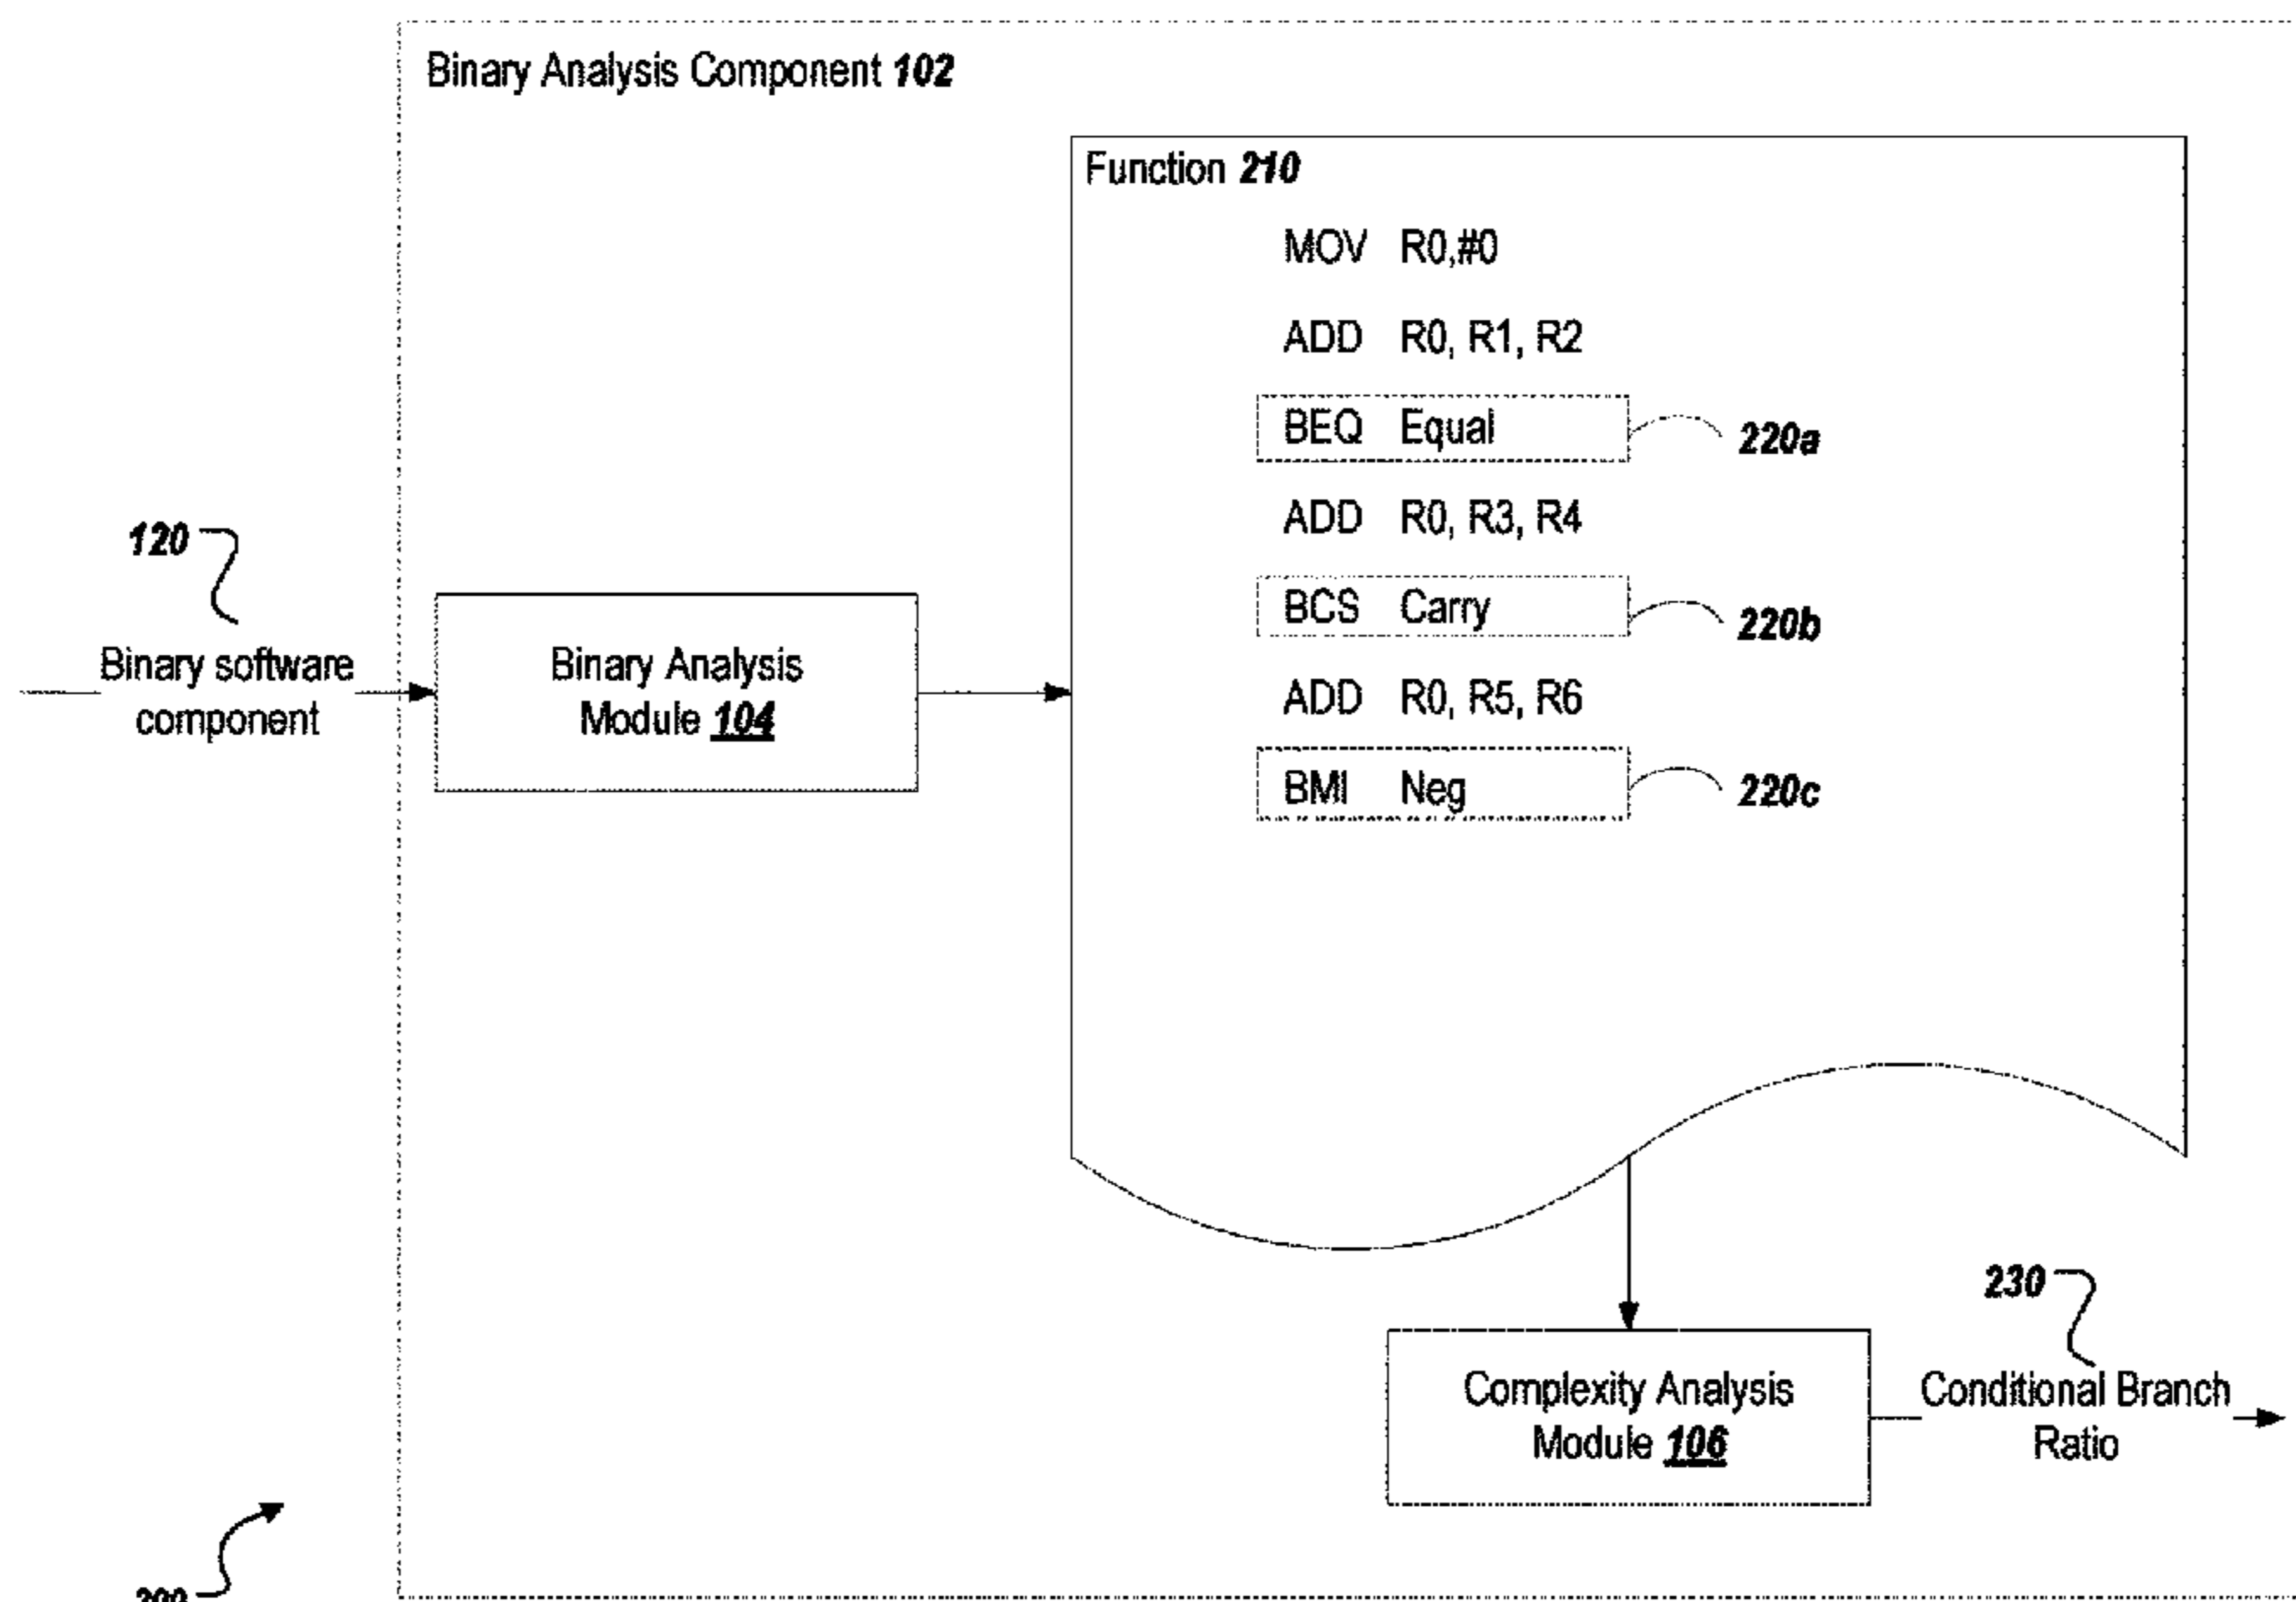 Binary Analysis Component 102
Function 210
MOV R0,#0
ADD R0, R1, R2
BEQ Equal
220a
ADD R0, R3, R4
BCS Carry
220b
ADD R0, R5, R6
BMI Neg
220c
120
Binary software
component
Binary Analysis
Module 104
230
Complexity Analysis
Module 106
Conditional Branch
Ratio